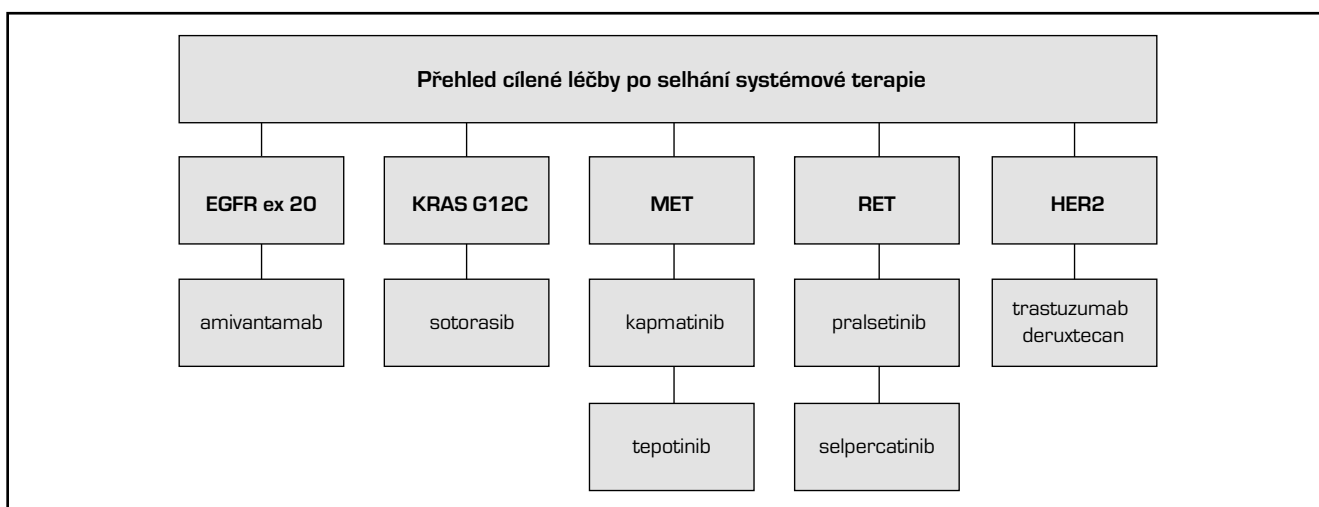 Přehled cílené léčby po selhání systémové terapie
EGFR ex 20
KRAS G12C
MET
RET
HER2
amivantamab
sotorasib
kapmatinib
pralsetinib
trastuzumab
deruxtecan
tepotinib
selpercatinib